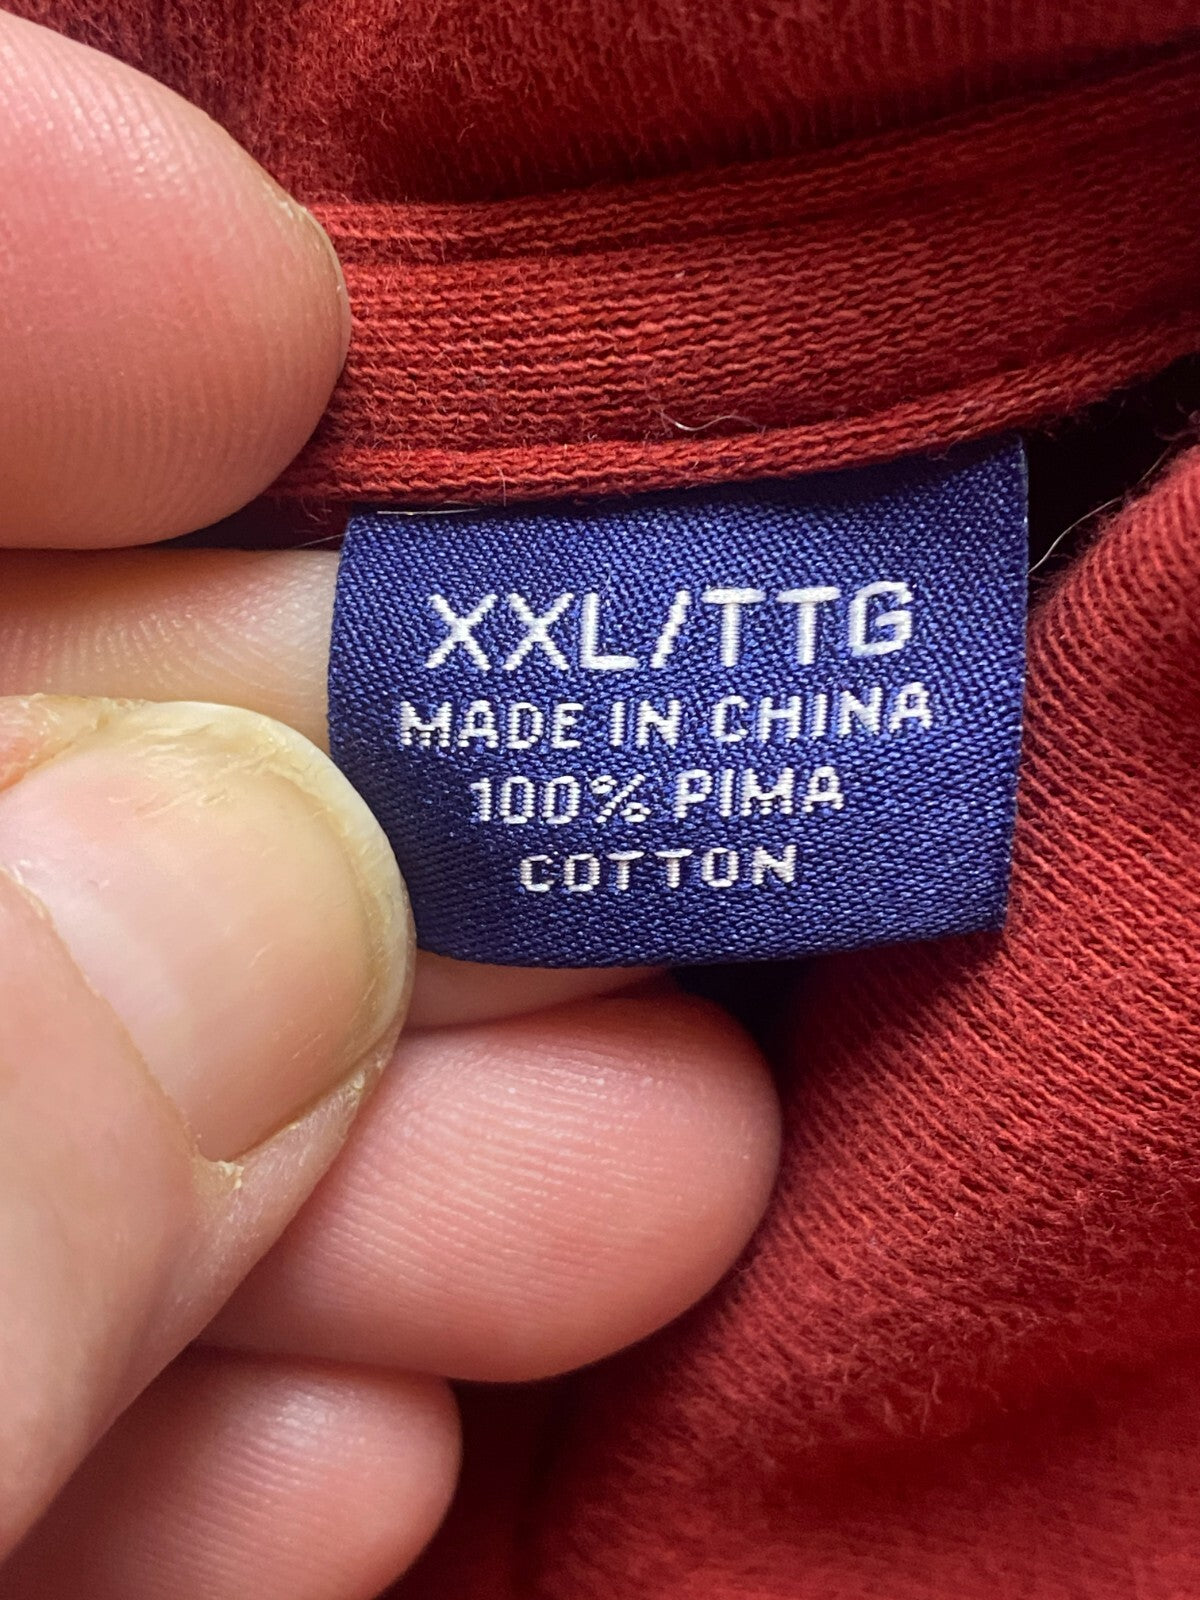 XXL/TTG
MADE IN CHINA
100% PIMA
COTTON